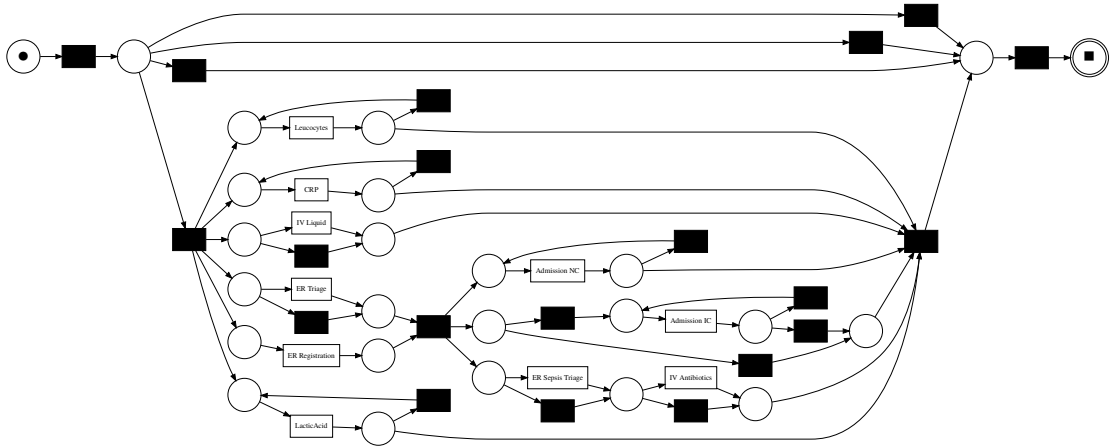 Leucocytes
CRP
IV Liquid
ER Triage
Admission NC
Admission IC
ER Registration
ER Sepsis Triage
IV Antibiotics
LacticAcid